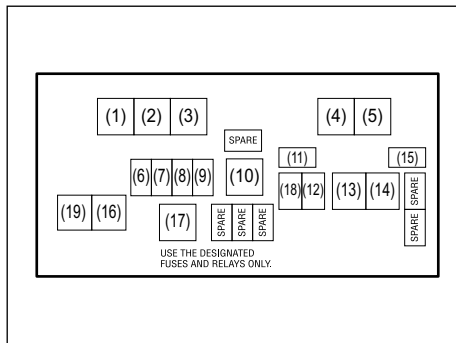 (1) (2) (3) (4) (5)
SPARE
(11) (15)
(6) (7) (8) (9) (10) (18) (12) (13) (14) SPARE
(19) (16) (17) SPARE SPARE SPARE SPARE
USE THE DESIGNATED
FUSES AND RELAYS ONLY.